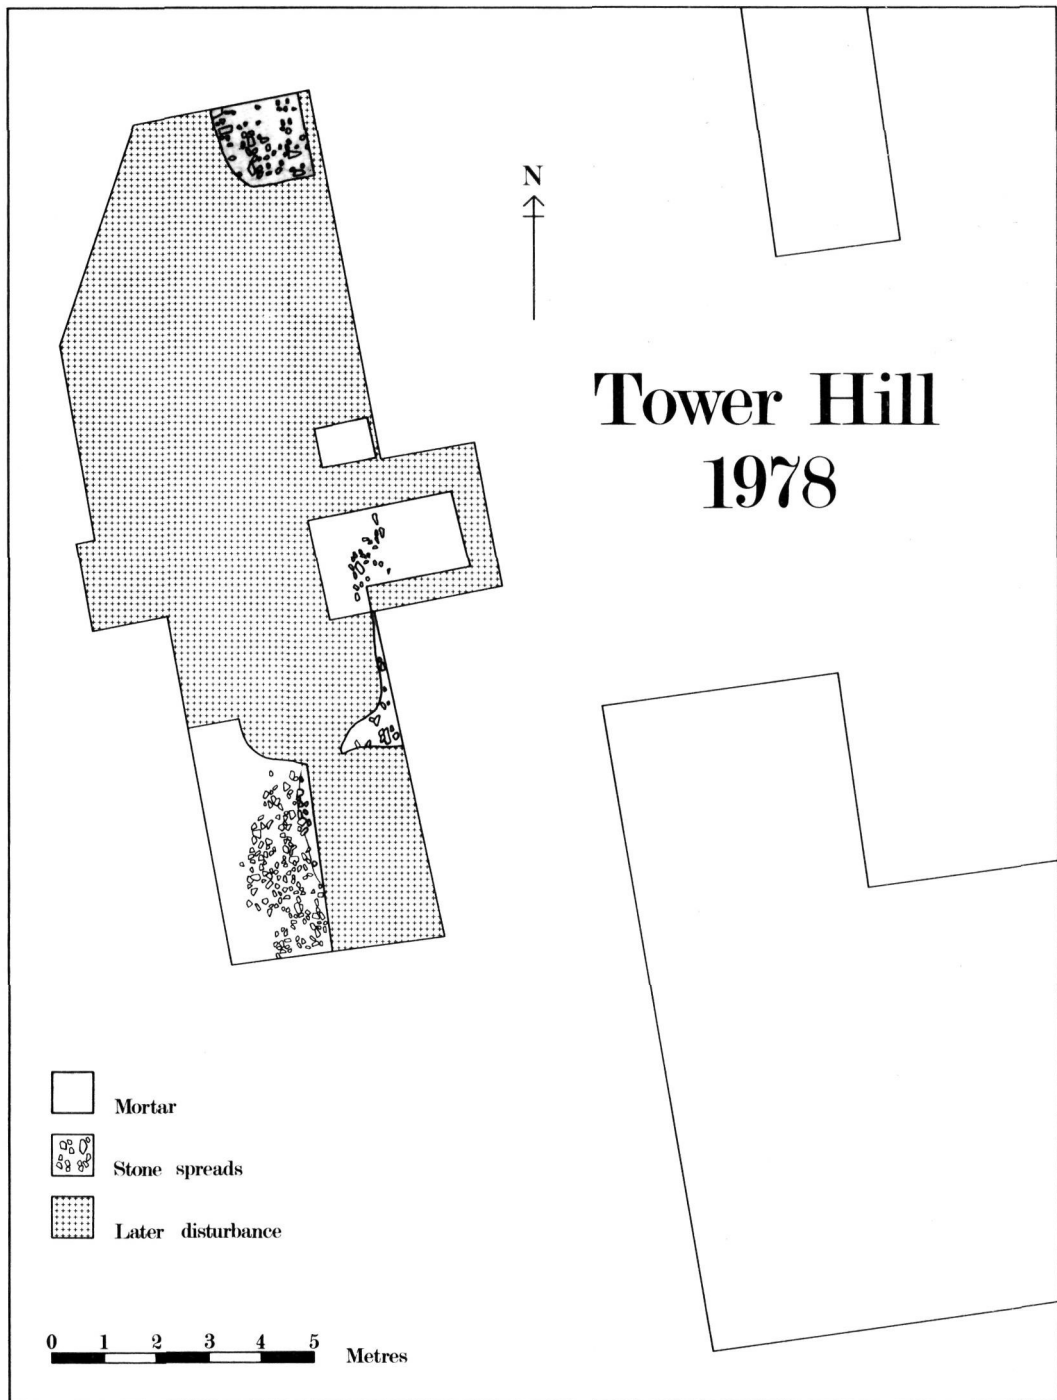 N
Tower Hill
1978
Mortar
Stone spreads
Later disturbance
0 1 2 3 4 5
Metres